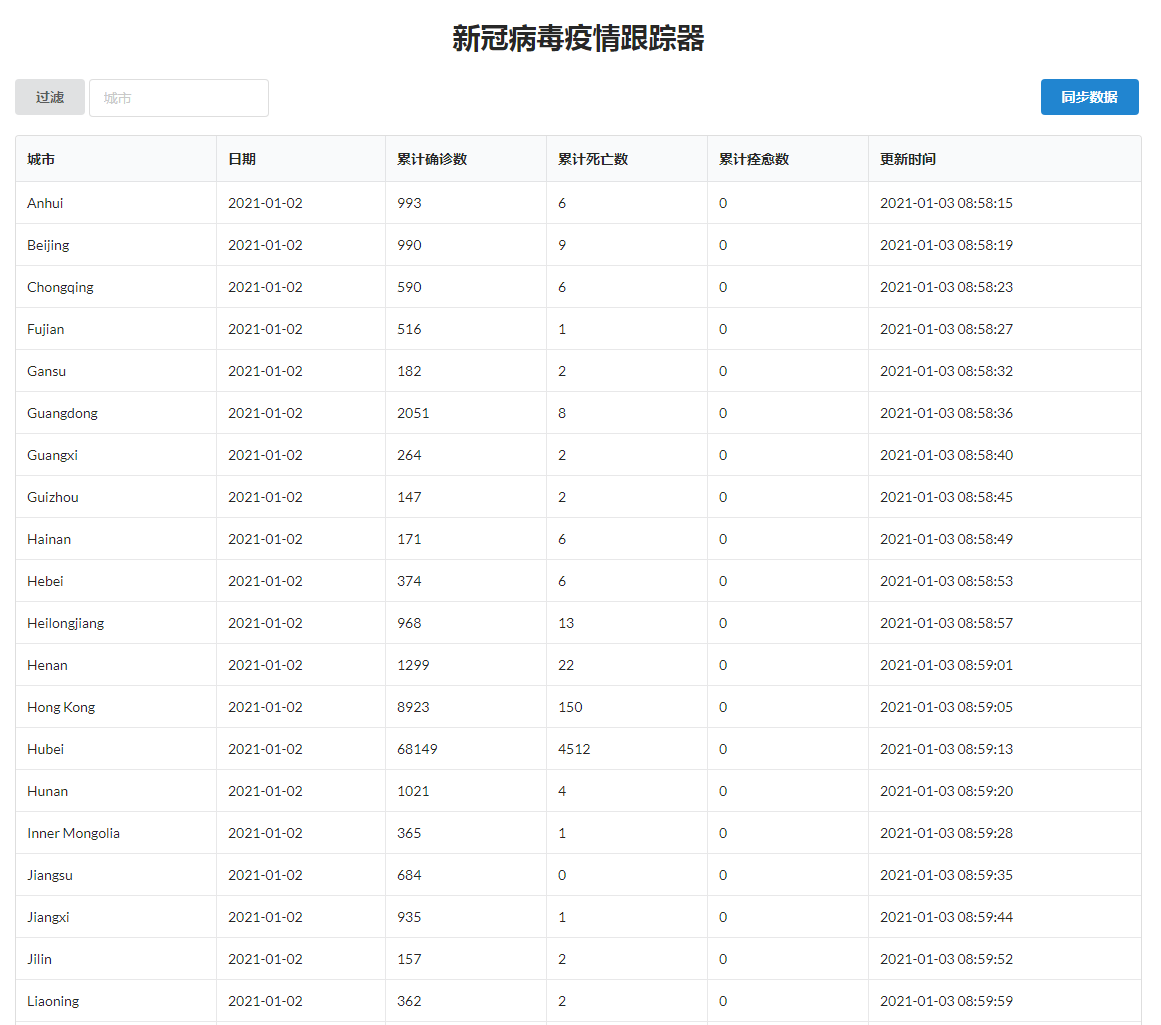 新冠病毒疫情跟踪器
过滤 城市 同步数据
城市 日期 累计确诊数 累计死亡数 累计痊愈数 更新时间
Anhui 2021-01-02 993 6 0 2021-01-03 08:58:15
Beijing 2021-01-02 990 9 0 2021-01-03 08:58:19
Chongqing 2021-01-02 590 6 0 2021-01-03 08:58:23
Fujian 2021-01-02 516 1 0 2021-01-03 08:58:27
Gansu 2021-01-02 182 2 0 2021-01-03 08:58:32
Guangdong 2021-01-02 2051 8 0 2021-01-03 08:58:36
Guangxi 2021-01-02 264 2 0 2021-01-03 08:58:40
Guizhou 2021-01-02 147 2 0 2021-01-03 08:58:45
Hainan 2021-01-02 171 6 0 2021-01-03 08:58:49
Hebei 2021-01-02 374 6 0 2021-01-03 08:58:53
Heilongjiang 2021-01-02 968 13 0 2021-01-03 08:58:57
Henan 2021-01-02 1299 22 0 2021-01-03 08:59:01
Hong Kong 2021-01-02 8923 150 0 2021-01-03 08:59:05
Hubei 2021-01-02 68149 4512 0 2021-01-03 08:59:13
Hunan 2021-01-02 1021 4 0 2021-01-03 08:59:20
Inner Mongolia 2021-01-02 365 1 0 2021-01-03 08:59:28
Jiangsu 2021-01-02 684 0 0 2021-01-03 08:59:35
Jiangxi 2021-01-02 935 1 0 2021-01-03 08:59:44
Jilin 2021-01-02 157 2 0 2021-01-03 08:59:52
Liaoning 2021-01-02 362 2 0 2021-01-03 08:59:59